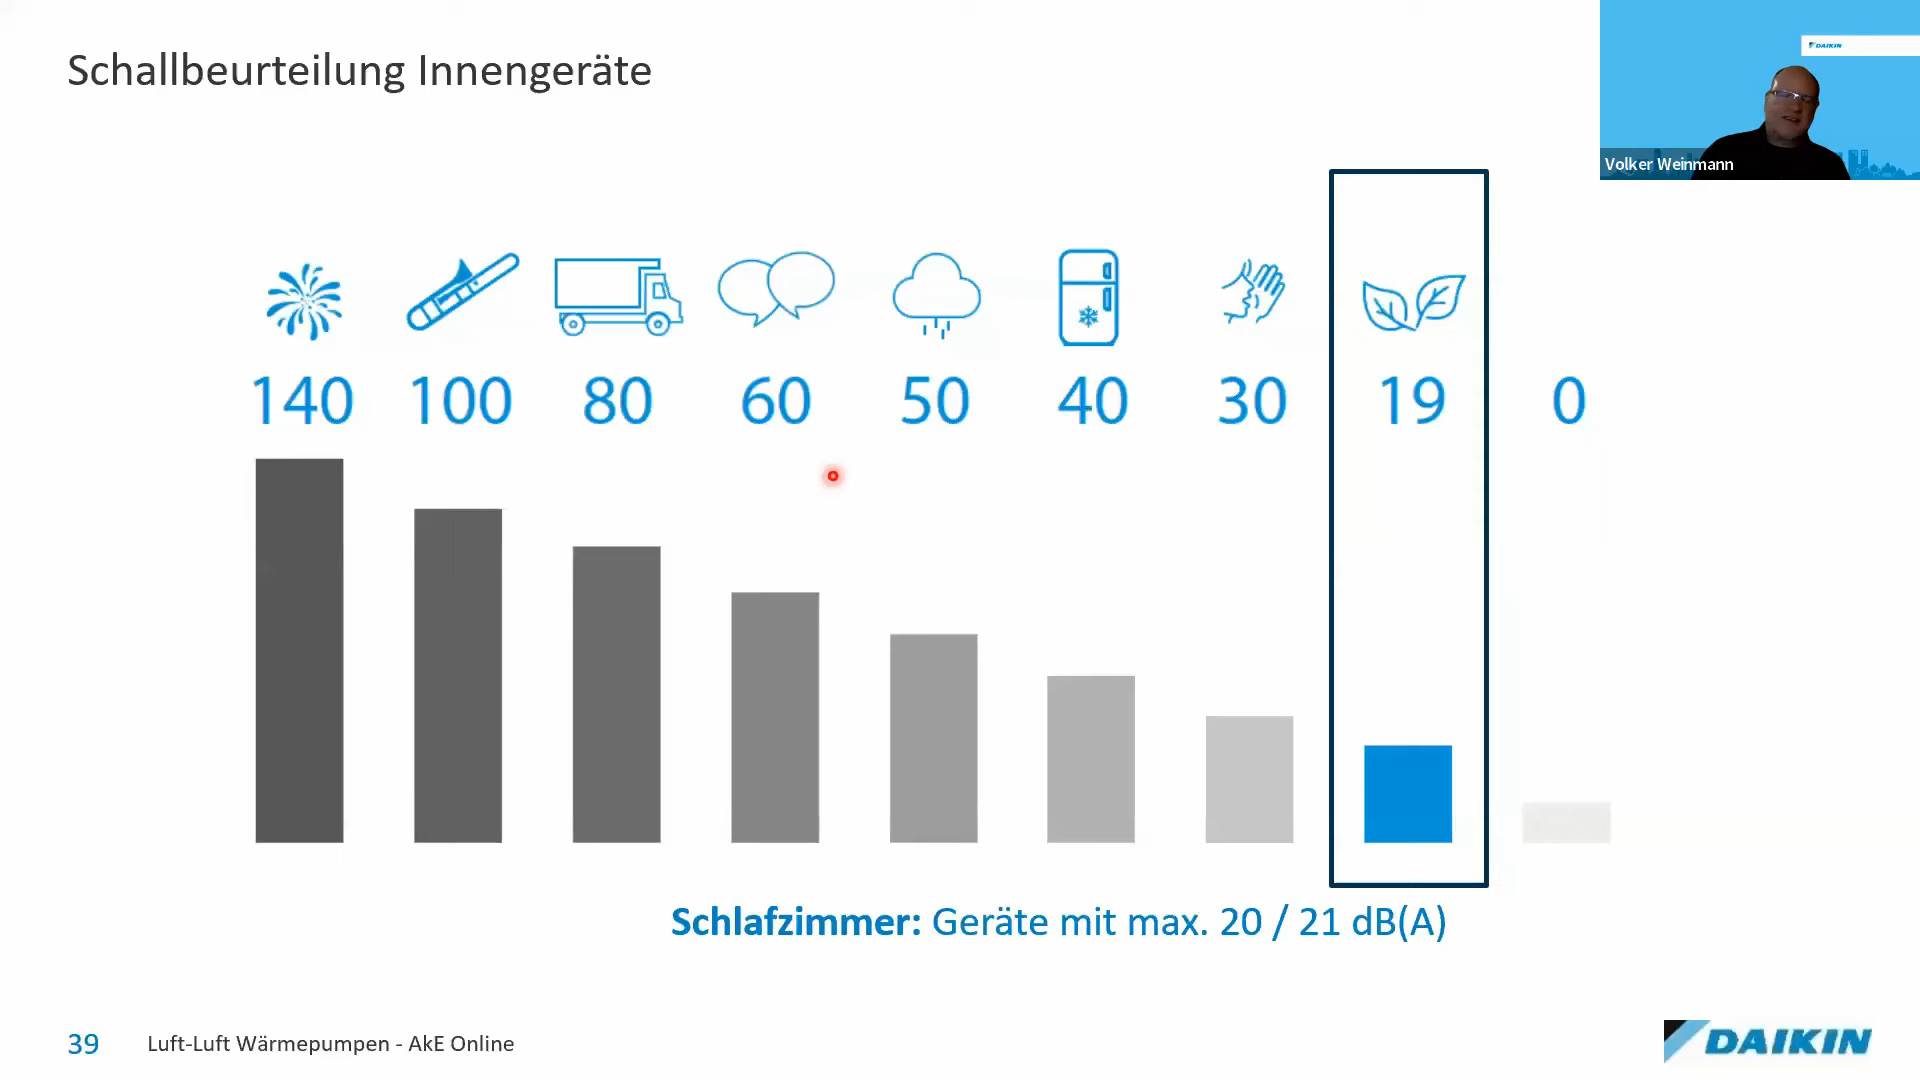 Schallbeurteilung Innengeräte
DAIKIN
Volker Weinmann
140 100 80 60 50 40 30 19 0
Schlafzimmer: Geräte mit max. 20 / 21 dB(A)
39 Luft-Luft Wärmepumpen - AkE Online
DAIKIN